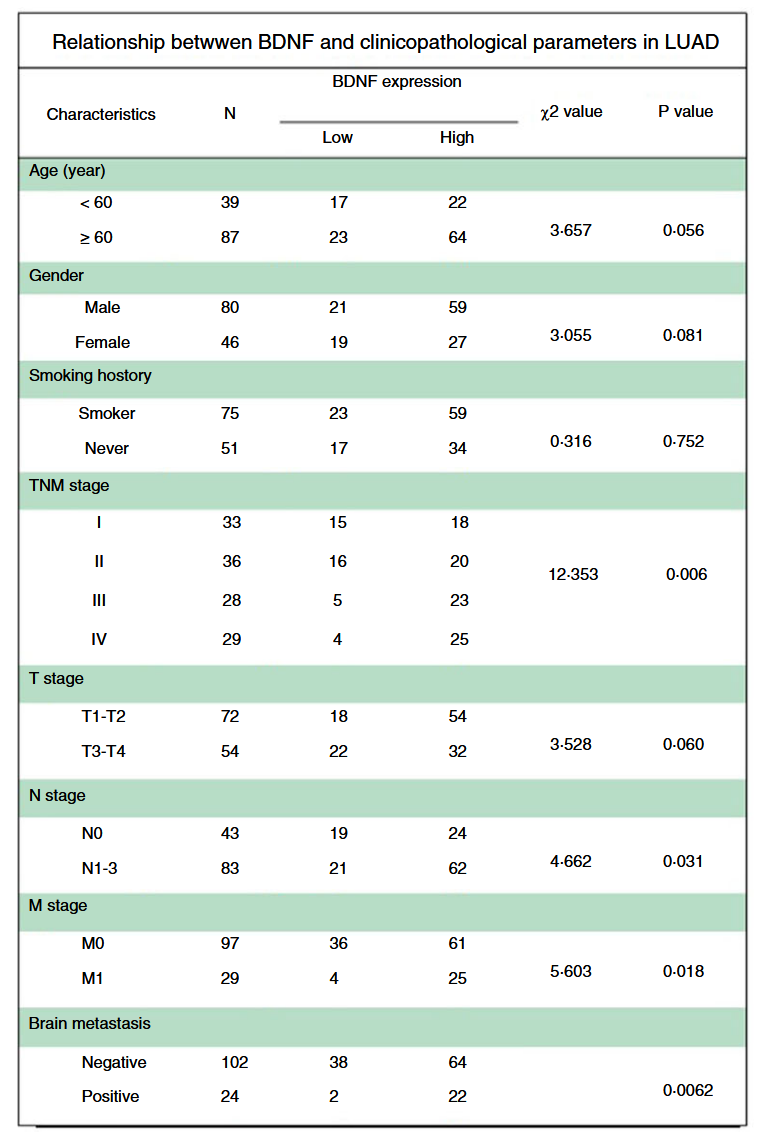 Relationship betwwen BDNF and clinicopathological parameters in LUAD
Characteristics N BDNF expression χ2 value P value
Low High
Age (year)
< 60 39 17 22
≥ 60 87 23 64 3·657 0·056
Gender
Male 80 21 59
Female 46 19 27 3·055 0·081
Smoking hostory
Smoker 75 23 59
Never 51 17 34 0·316 0·752
TNM stage
I 33 15 18
II 36 16 20 12·353 0·006
III 28 5 23
IV 29 4 25
T stage
T1-T2 72 18 54
T3-T4 54 22 32 3·528 0·060
N stage
N0 43 19 24
N1-3 83 21 62 4·662 0·031
M stage
M0 97 36 61
M1 29 4 25 5·603 0·018
Brain metastasis
Negative 102 38 64
Positive 24 2 22 0·0062